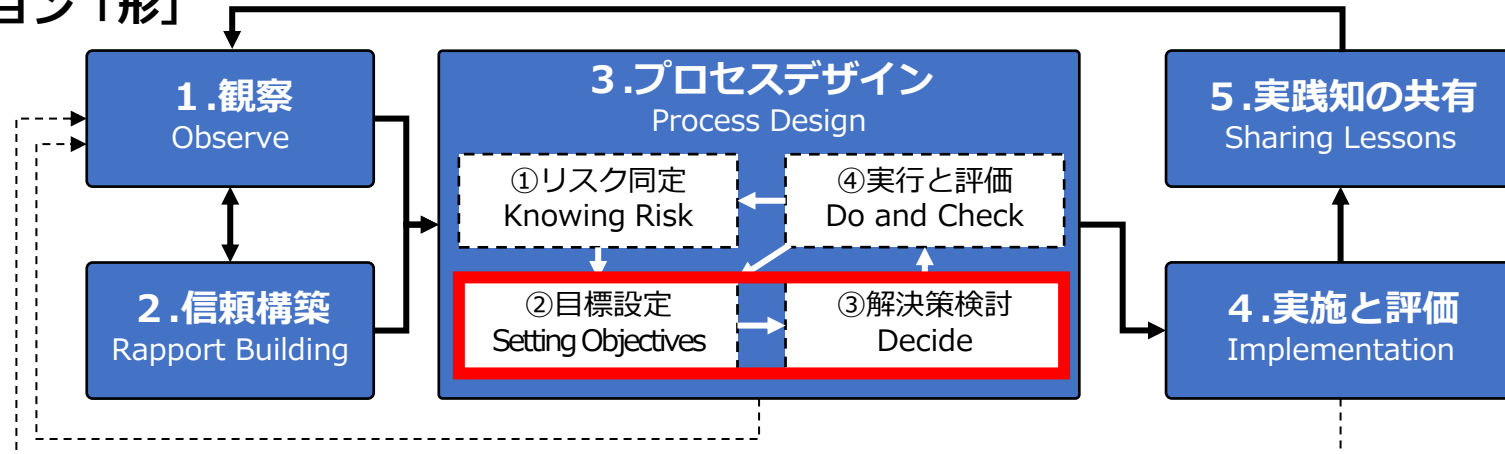 ョン「形」
１.観察
Observe
２.信頼構築
Rapport Building
３.プロセスデザイン
Process Design
①リスク同定
Knowing Risk
④実行と評価
Do and Check
②目標設定
Setting Objectives
③解決策検討
Decide
５.実践知の共有
Sharing Lessons
４.実施と評価
Implementation